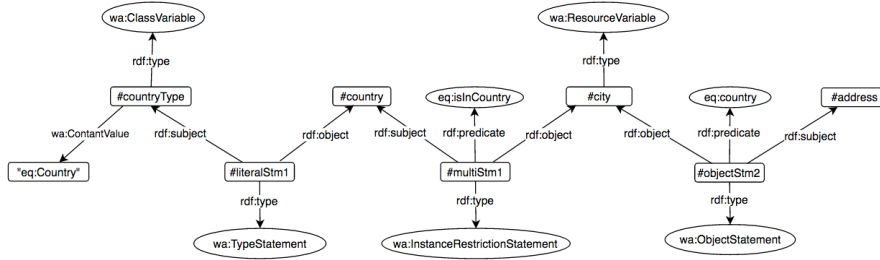 wa:ClassVariable
wa:ResourceVariable
rdf:type
rdf:type
#countryType
#country
eq:isInCountry
#city
eq:country
#address
wa:ContantValue
rdf:subject
rdf:object
rdf:subject
rdf:predicate
rdf:object
rdf:object
rdf:predicate
rdf:subject
"eq:Country"
#literalStm1
#multiStm1
#objectStm2
rdf:type
rdf:type
rdf:type
wa:TypeStatement
wa:InstanceRestrictionStatement
wa:ObjectStatement